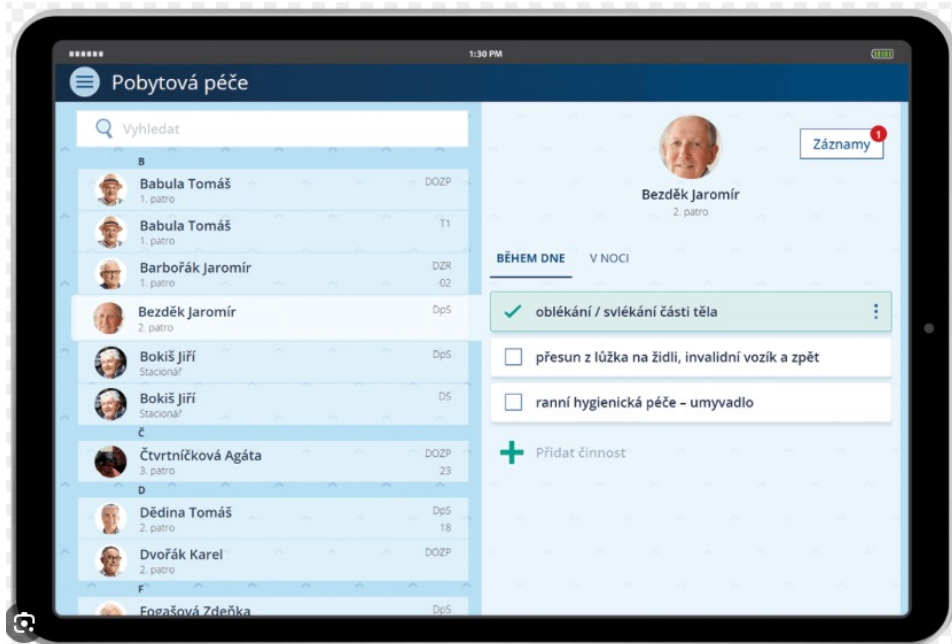 1:30 PM
Pobytová péče
Vyhledat
B
Babula Tomáš DOZP
1. patro
Babula Tomáš T1
1. patro
Barbořák Jaromír DZR
1. patro 02
Bezděk Jaromír DpS
2. patro
Bokiš Jiří DpS
Stacionář
Bokiš Jiří DS
Stacionář
Č
Čtvrtníčková Agáta DOZP
3. patro 23
D
Dědina Tomáš DpS
2. patro 18
Dvořák Karel DOZP
2. patro
F
Fogašová Zdeňka DpS
Záznamy 1
Bezděk Jaromír
2. patro
BĚHEM DNE V NOCI
oblékání / svlékání části těla
přesun z lůžka na židli, invalidní vozík a zpět
ranní hygienická péče – umyvadlo
Přidat činnost